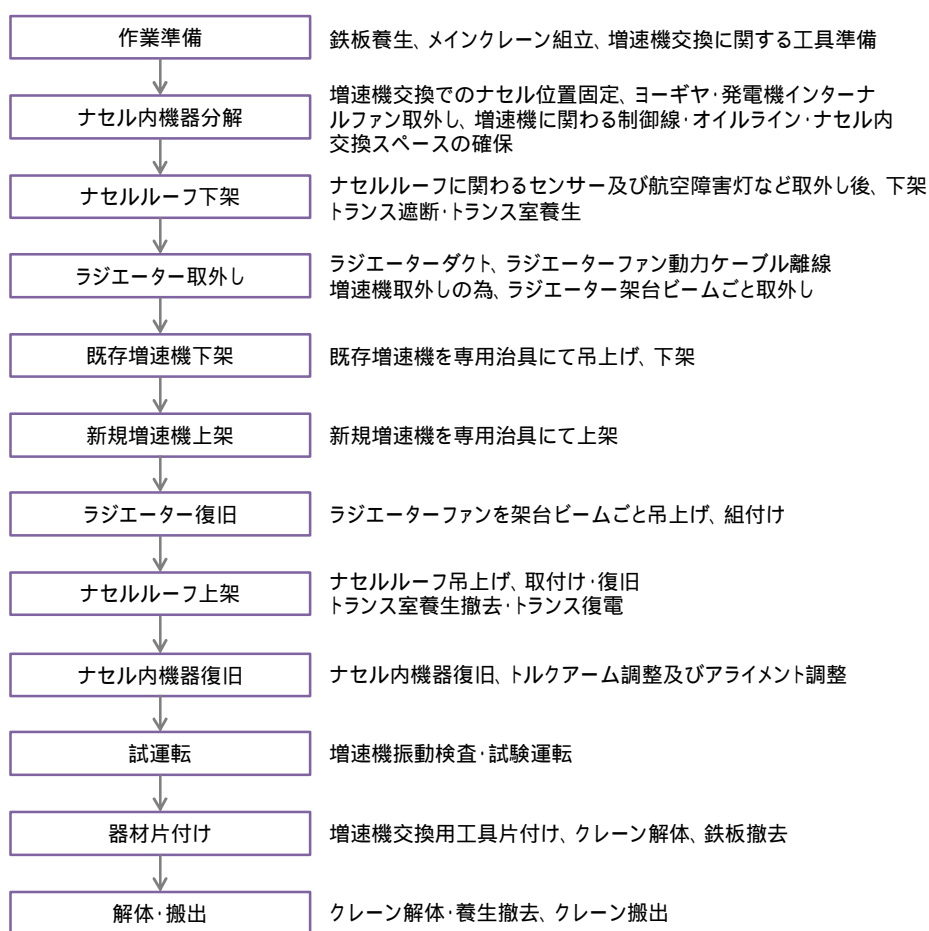 作業準備
鉄板養生、メインクレーン組立、増速機交換に関する工具準備
ナセル内機器分解
増速機交換でのナセル位置固定、ヨーギヤ・発電機インターナ
ルファン取外し、増速機に関わる制御線・オイルライン・ナセル内
交換スペースの確保
ナセルルーフ下架
ナセルルーフに関わるセンサー及び航空障害灯など取外し後、下架
トランス遮断・トランス室養生
ラジエーター取外し
ラジエーターダクト、ラジエーターファン動力ケーブル離線
増速機取外しの為、ラジエーター架台ビームごと取外し
既存増速機下架
既存増速機を専用治具にて吊上げ、下架
新規増速機上架
新規増速機を専用治具にて上架
ラジエーター復旧
ラジエーターファンを架台ビームごと吊上げ、組付け
ナセルルーフ上架
ナセルルーフ吊上げ、取付け・復旧
トランス室養生撤去・トランス復電
ナセル内機器復旧
ナセル内機器復旧、トルクアーム調整及びアライメント調整
試運転
増速機振動検査・試験運転
器材片付け
増速機交換用工具片付け、クレーン解体、鉄板撤去
解体・搬出
クレーン解体・養生撤去、クレーン搬出